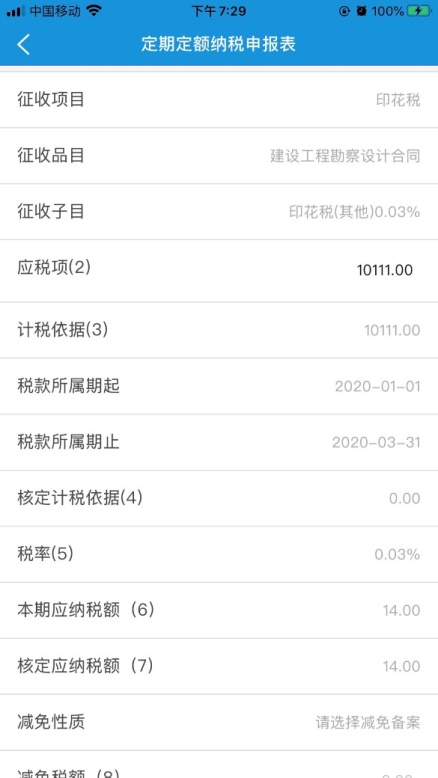 中国移动 下午7:29 100%
定期定额纳税申报表
征收项目 印花税
征收品目 建设工程勘察设计合同
征收子目 印花税(其他)0.03%
应税项(2) 10111.00
计税依据(3) 10111.00
税款所属期起 2020-01-01
税款所属期止 2020-03-31
核定计税依据(4) 0.00
税率(5) 0.03%
本期应纳税额（6) 14.00
核定应纳税额（7) 14.00
减免性质 请选择减免备案
减免税额（8)